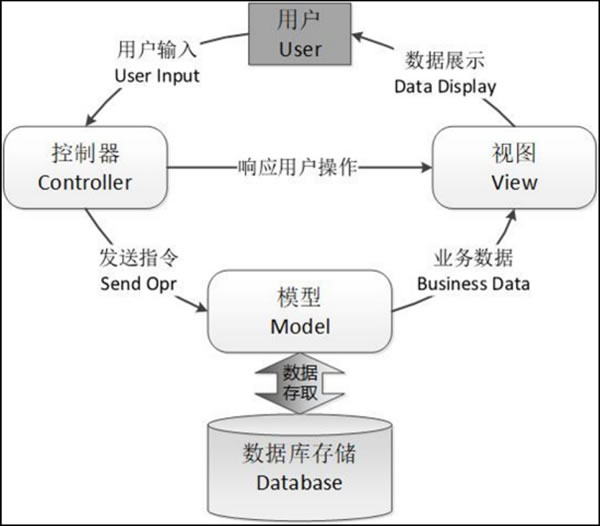 用户
User
用户输入
User Input
数据展示
Data Display
控制器
Controller
响应用户操作
视图
View
发送指令
Send Opr
业务数据
Business Data
模型
Model
数据
存取
数据库存储
Database